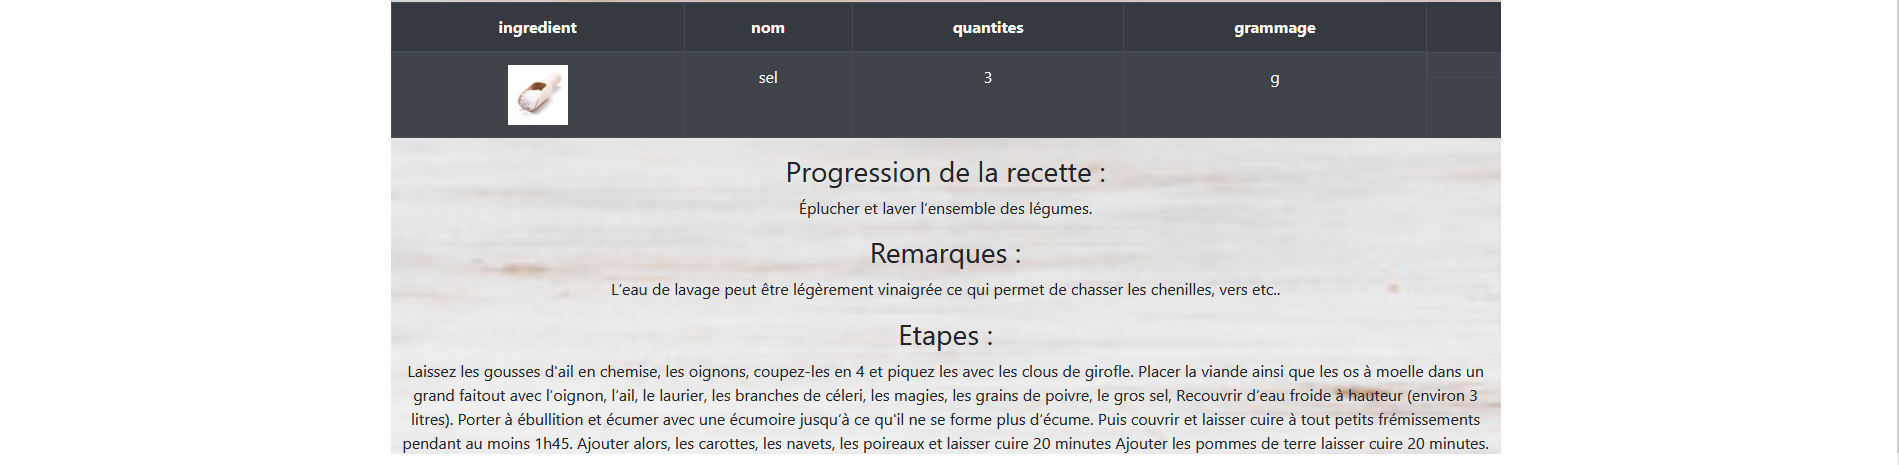 ingredient nom quantites grammage
sel 3 g
Progression de la recette :
Éplucher et laver l’ensemble des légumes.
Remarques :
L’eau de lavage peut être légèrement vinaigrée ce qui permet de chasser les chenilles, vers etc..
Etapes :
Laissez les gousses d'ail en chemise, les oignons, coupez-les en 4 et piquez les avec les clous de girofle. Placer la viande ainsi que les os à moelle dans un
grand faitout avec l’oignon, l’ail, le laurier, les branches de céleri, les magies, les grains de poivre, le gros sel, Recouvrir d’eau froide à hauteur (environ 3
litres). Porter à ébullition et écumer avec une écumoire jusqu’à ce qu'il ne se forme plus d’écume. Puis couvrir et laisser cuire à tout petits frémissements
pendant au moins 1h45. Ajouter alors, les carottes, les navets, les poireaux et laisser cuire 20 minutes Ajouter les pommes de terre laisser cuire 20 minutes.